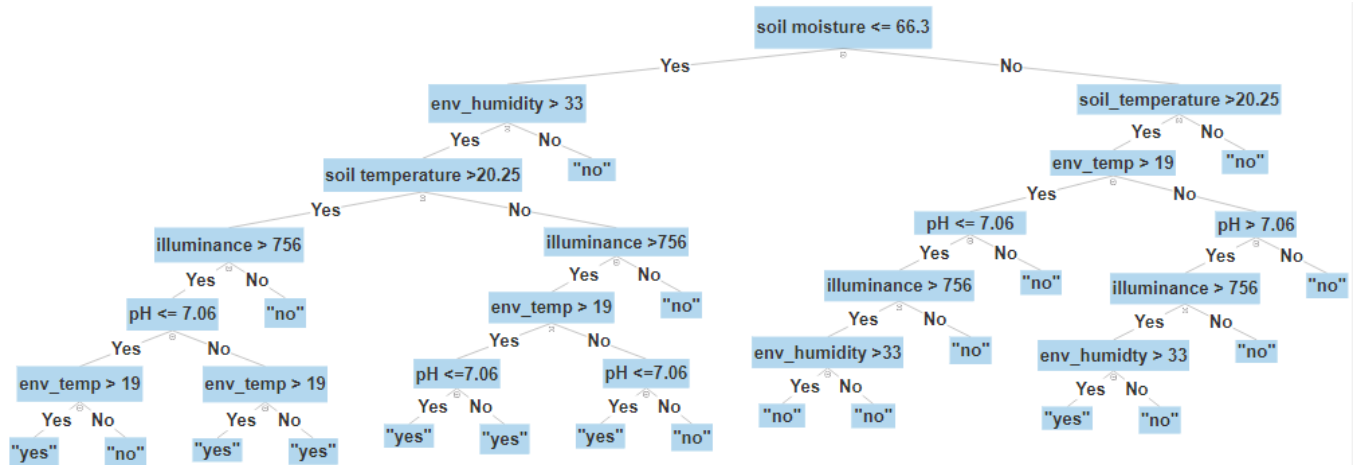 soil moisture <= 66.3
Yes No
env_humidity > 33 soil_temperature >20.25
Yes No Yes No
soil temperature >20.25 "no" env_temp > 19 "no"
Yes No Yes No
illuminance > 756 illuminance >756 pH <= 7.06 pH > 7.06
Yes No Yes No Yes No Yes No
pH <= 7.06 "no" env_temp > 19 "no" illuminance > 756 "no" illuminance > 756 "no"
Yes No Yes No Yes No Yes No
env_temp > 19 env_temp > 19 pH <=7.06 pH <=7.06 env_humidity >33 "no" env_humidty > 33 "no"
Yes No Yes No Yes No Yes No Yes No Yes No
"yes" "no" "yes" "yes" "yes" "yes" "yes" "no" "no" "no" "yes" "no"